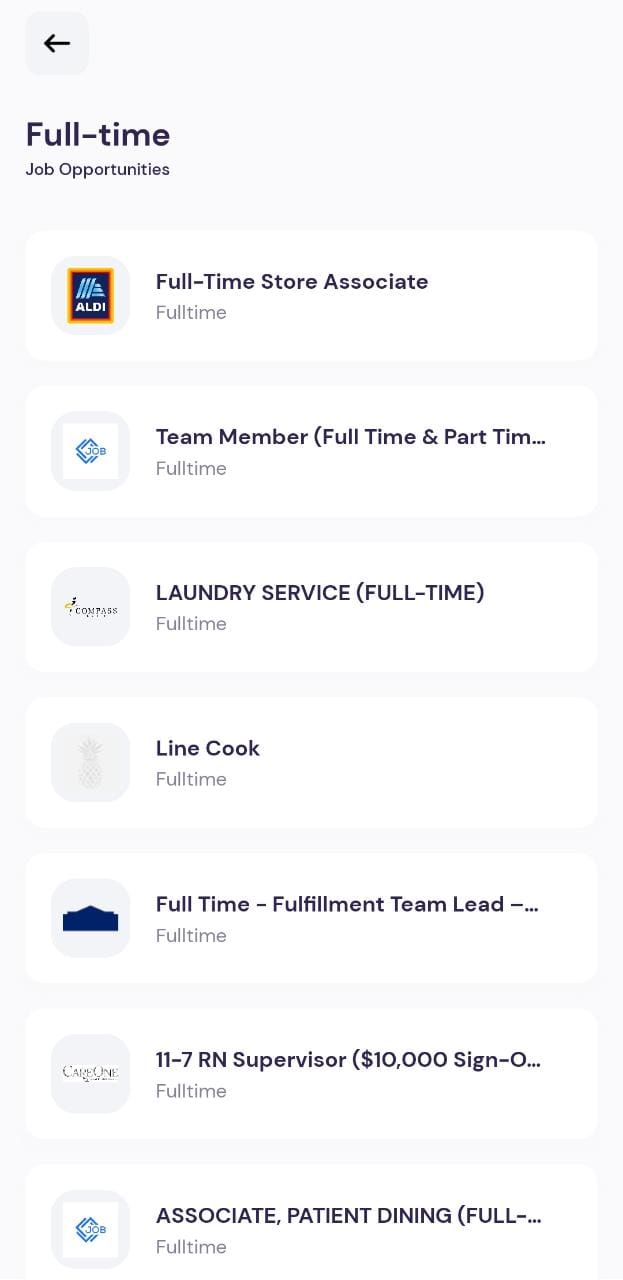 Full-time
Job Opportunities
ALDI
Full-Time Store Associate
Fulltime
JOB
Team Member (Full Time & Part Tim...
Fulltime
COMPASS
LAUNDRY SERVICE (FULL-TIME)
Fulltime
Line Cook
Fulltime
Full Time - Fulfillment Team Lead –...
Fulltime
CareOne
11-7 RN Supervisor ($10,000 Sign-O...
Fulltime
JOB
ASSOCIATE, PATIENT DINING (FULL-...
Fulltime